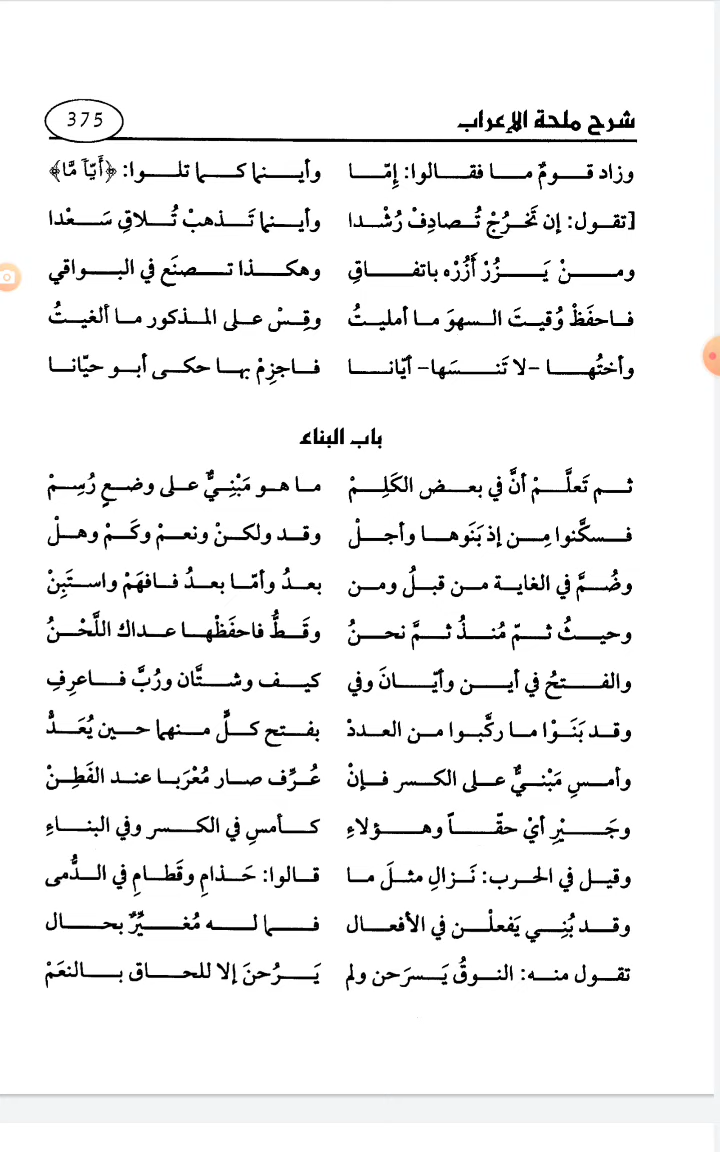 شرح ملحة الإعراب 375
وزاد قومٌ ما فقالوا: إمّا وأينما كما تلوا: ﴿أَيّاً مَّا﴾
[تقول: إن تَخْرُجْ تُصادِفْ رُشْدا وأينما تَذهبْ تُلاقِ سَعْدا
ومنْ يَزُرْ أَزُرْه باتفاقِ وهكذا تصنَع في البواقي
فاحفَظْ وُقيتَ السهوَ ما أمليتُ وقِسْ على المذكور ما ألغيتُ
وأختُها –لا تَنسَها– أيّانا فاجزِمْ بها حكى أبو حيّانا
باب البناء
ثم تَعلَّمْ أنَّ في بعض الكَلِمْ ما هو مَبْنِيٌّ على وضعٍ رُسِمْ
فسكَّنوا مِن إذ بَنَوها وأجلْ وقد ولكنْ ونعمْ وكَمْ وهلْ
وضُمَّ في الغاية من قبلُ ومن بعدُ وأمّا بعدُ فافهَمْ واستَبِنْ
وحيثُ ثمّ مُنذُ ثمَّ نحنُ وقَطُّ فاحفَظْها عداك اللَّحْنُ
والفتحُ في أين وأيّانَ وفي كيف وشتَّان ورُبَّ فاعرِفِ
وقد بَنَوْا ما ركَّبوا من العددْ بفتح كلٍّ منهما حين يُعَدُّ
وأمسِ مَبْنيٌّ على الكسر فإنْ عُرِّف صار مُعْرَبا عند الفَطِنْ
وجَيْرِ أيْ حقّاً وهؤلاءِ كأمسِ في الكسر وفي البناءِ
وقيل في الحرب: نَزالِ مثلَ ما قالوا: حَذامِ وقَطامِ في الدُّمى
وقد بُنِي يَفعلْن في الأفعال فما له مُغيِّرٌ بحال
تقول منه: النوقُ يَسرَحن ولم يَرُحنَ إلا للحاق بالنعَمْ